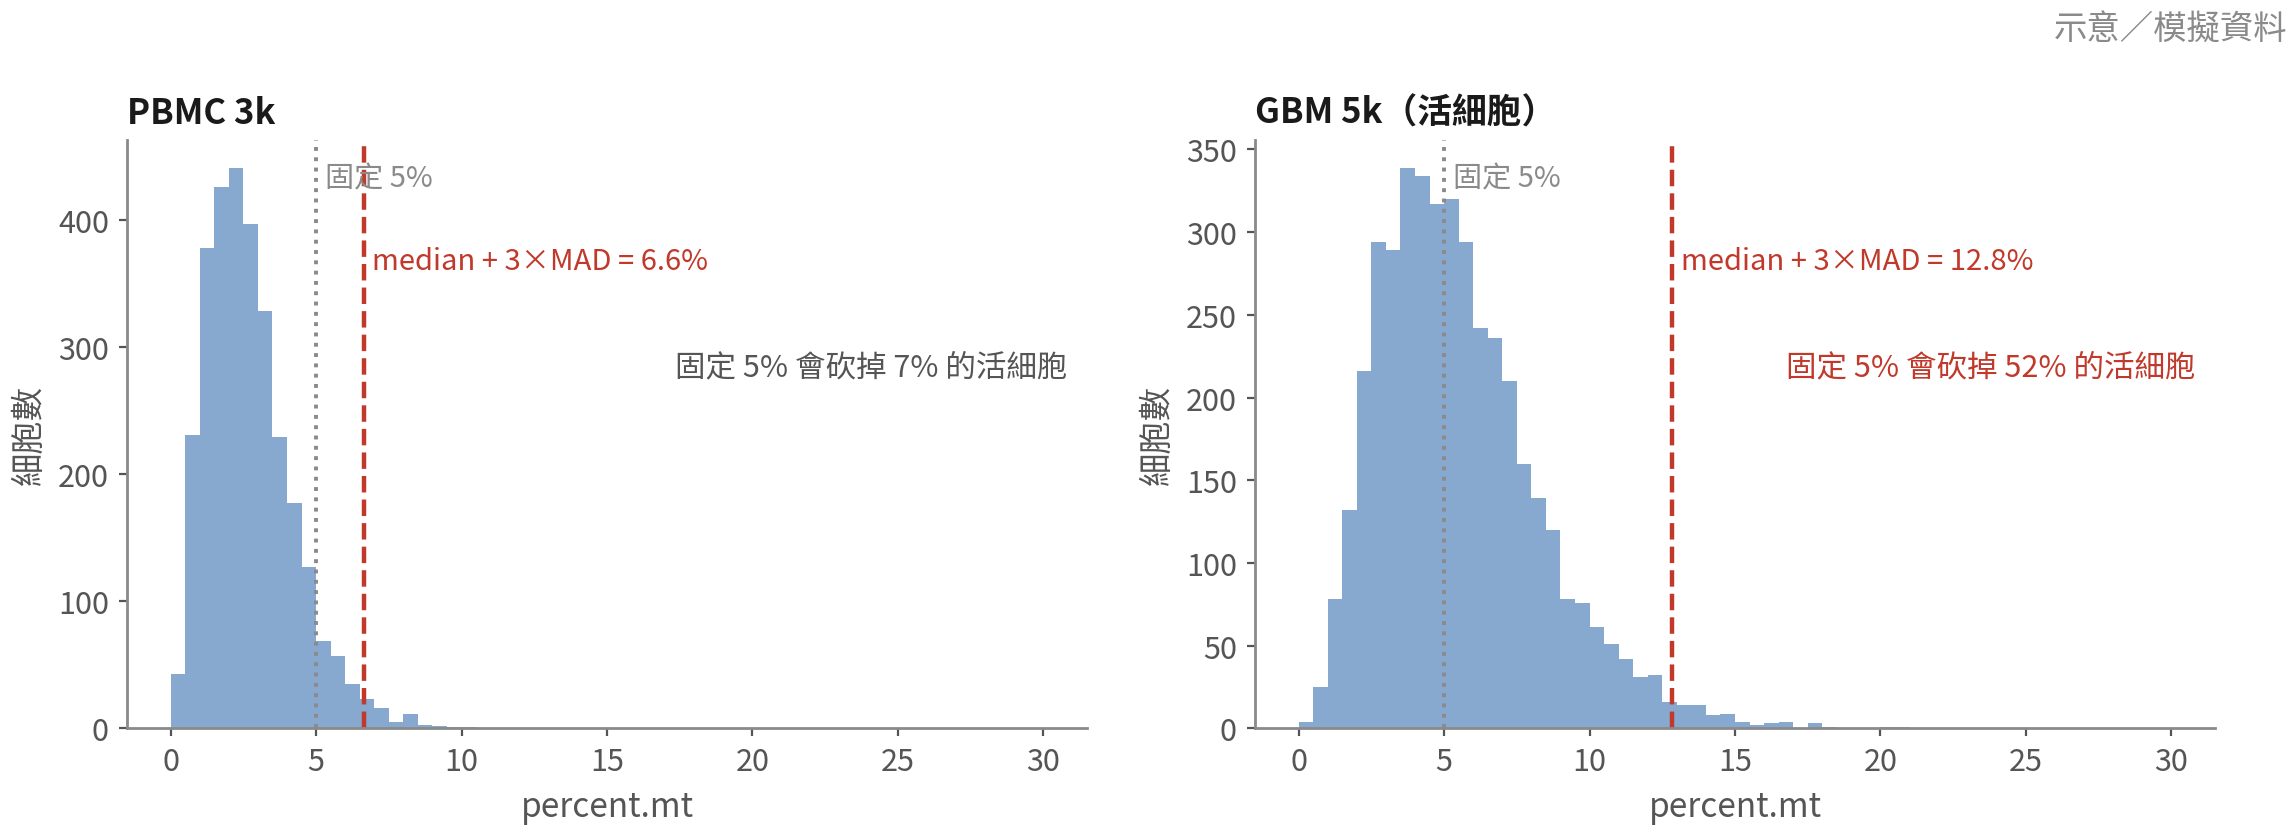 示意／模擬資料
PBMC 3k
固定 5%
median + 3×MAD = 6.6%
固定 5% 會砍掉 7% 的活細胞
細胞數
400
300
200
100
0
0 5 10 15 20 25 30
percent.mt
GBM 5k（活細胞）
固定 5%
median + 3×MAD = 12.8%
固定 5% 會砍掉 52% 的活細胞
細胞數
350
300
250
200
150
100
50
0
0 5 10 15 20 25 30
percent.mt